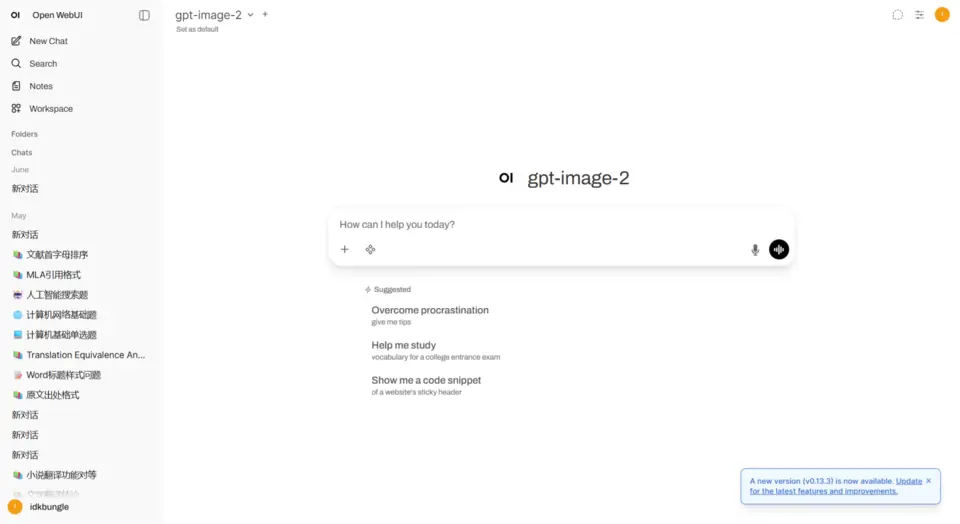 OI Open WebUI
New Chat
Search
Notes
Workspace
Folders
Chats
June
新对话
May
新对话
文献首字母排序
MLA引用格式
人工智能搜索题
计算机网络基础题
计算机基础单选题
Translation Equivalence An...
Word标题样式问题
原文出处格式
新对话
新对话
新对话
小说翻译功能对等
idkbungle
gpt-image-2
Set as default
OI gpt-image-2
How can I help you today?
Suggested
Overcome procrastination
give me tips
Help me study
vocabulary for a college entrance exam
Show me a code snippet
of a website's sticky header
A new version (v0.13.3) is now available. Update
for the latest features and improvements.